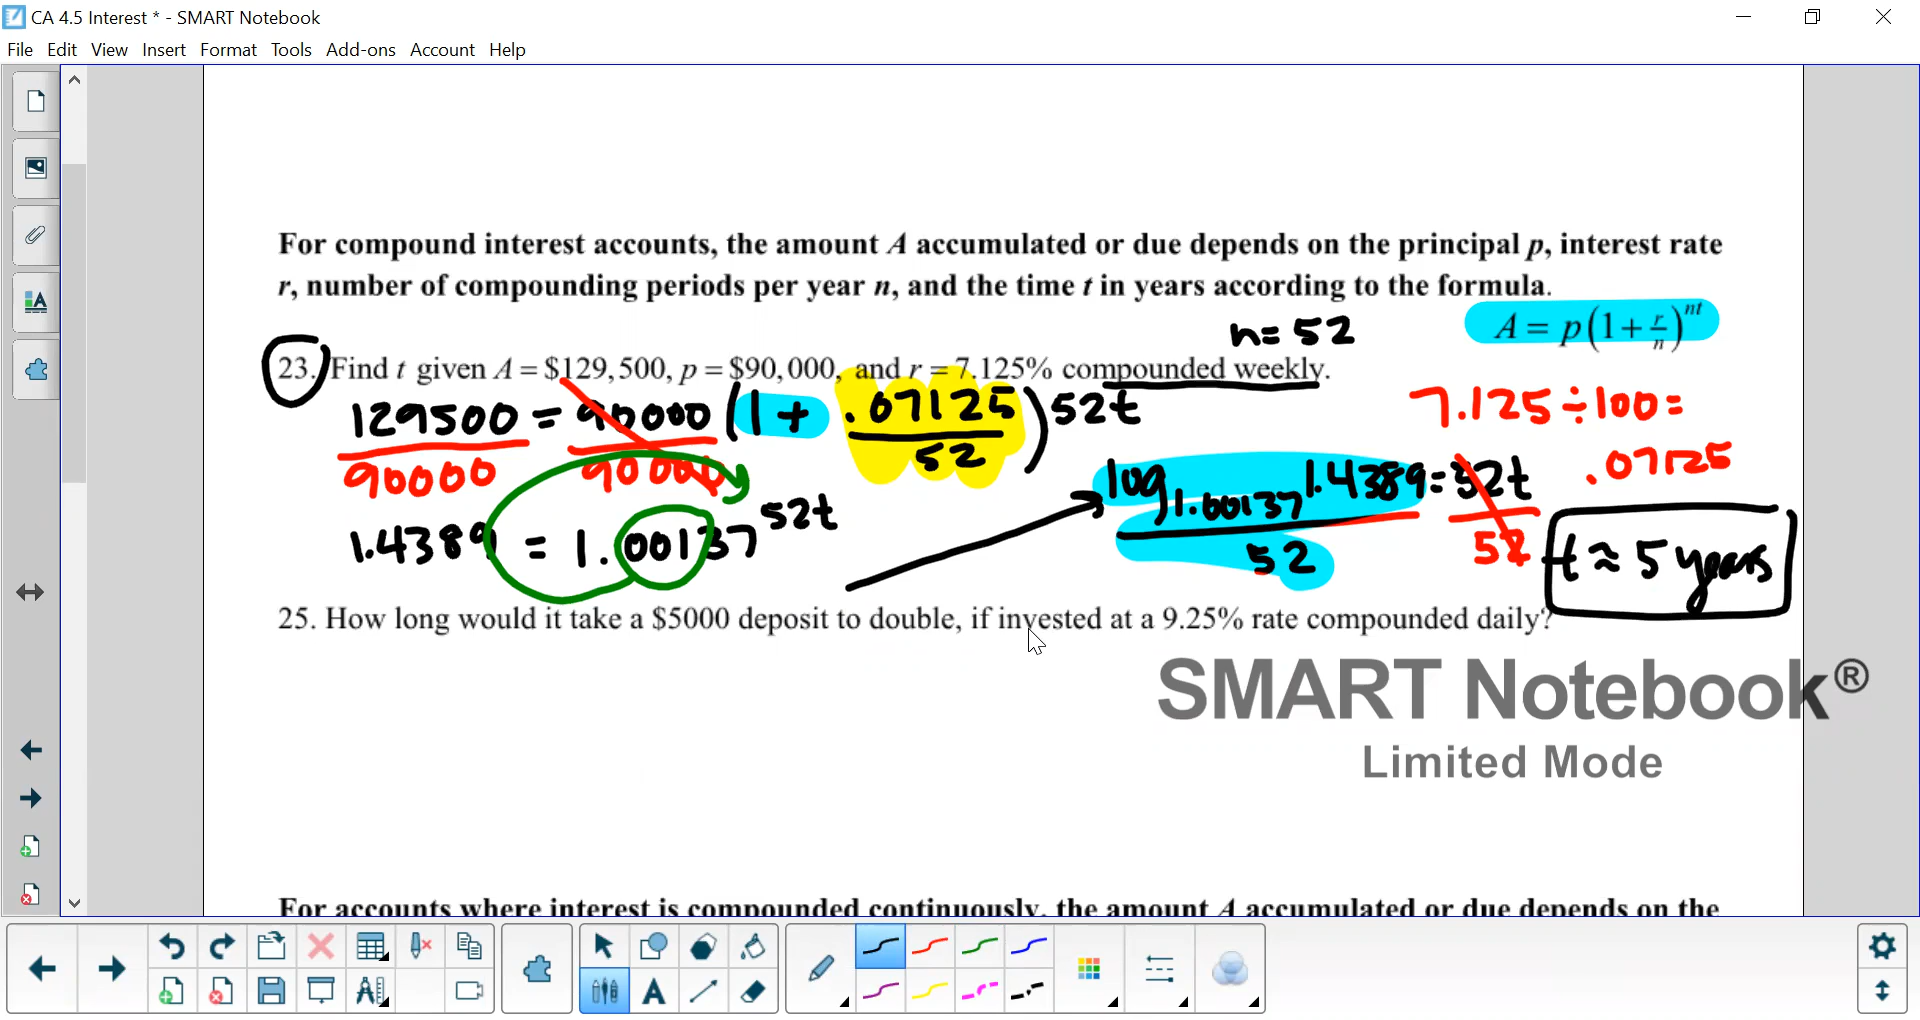 CA 4.5 Interest * - SMART Notebook
File Edit View Insert Format Tools Add-ons Account Help
For compound interest accounts, the amount A accumulated or due depends on the principal p, interest rate
r, number of compounding periods per year n, and the time t in years according to the formula.
n= 52
A = p(1+r/n)^nt
23. Find t given A = $129,500, p = $90,000, and r = 7.125% compounded weekly.
129500 = 90000 (1 + .07125/52)^52t
7.125 ÷ 100 =
90000 90000
.07125
log_1.00137 1.4389 = 52t
1.4389 = 1.00137^52t
52 52
t ≈ 5 years
25. How long would it take a $5000 deposit to double, if invested at a 9.25% rate compounded daily?
SMART Notebook®
Limited Mode
For accounts where interest is compounded continuously, the amount A accumulated or due depends on the